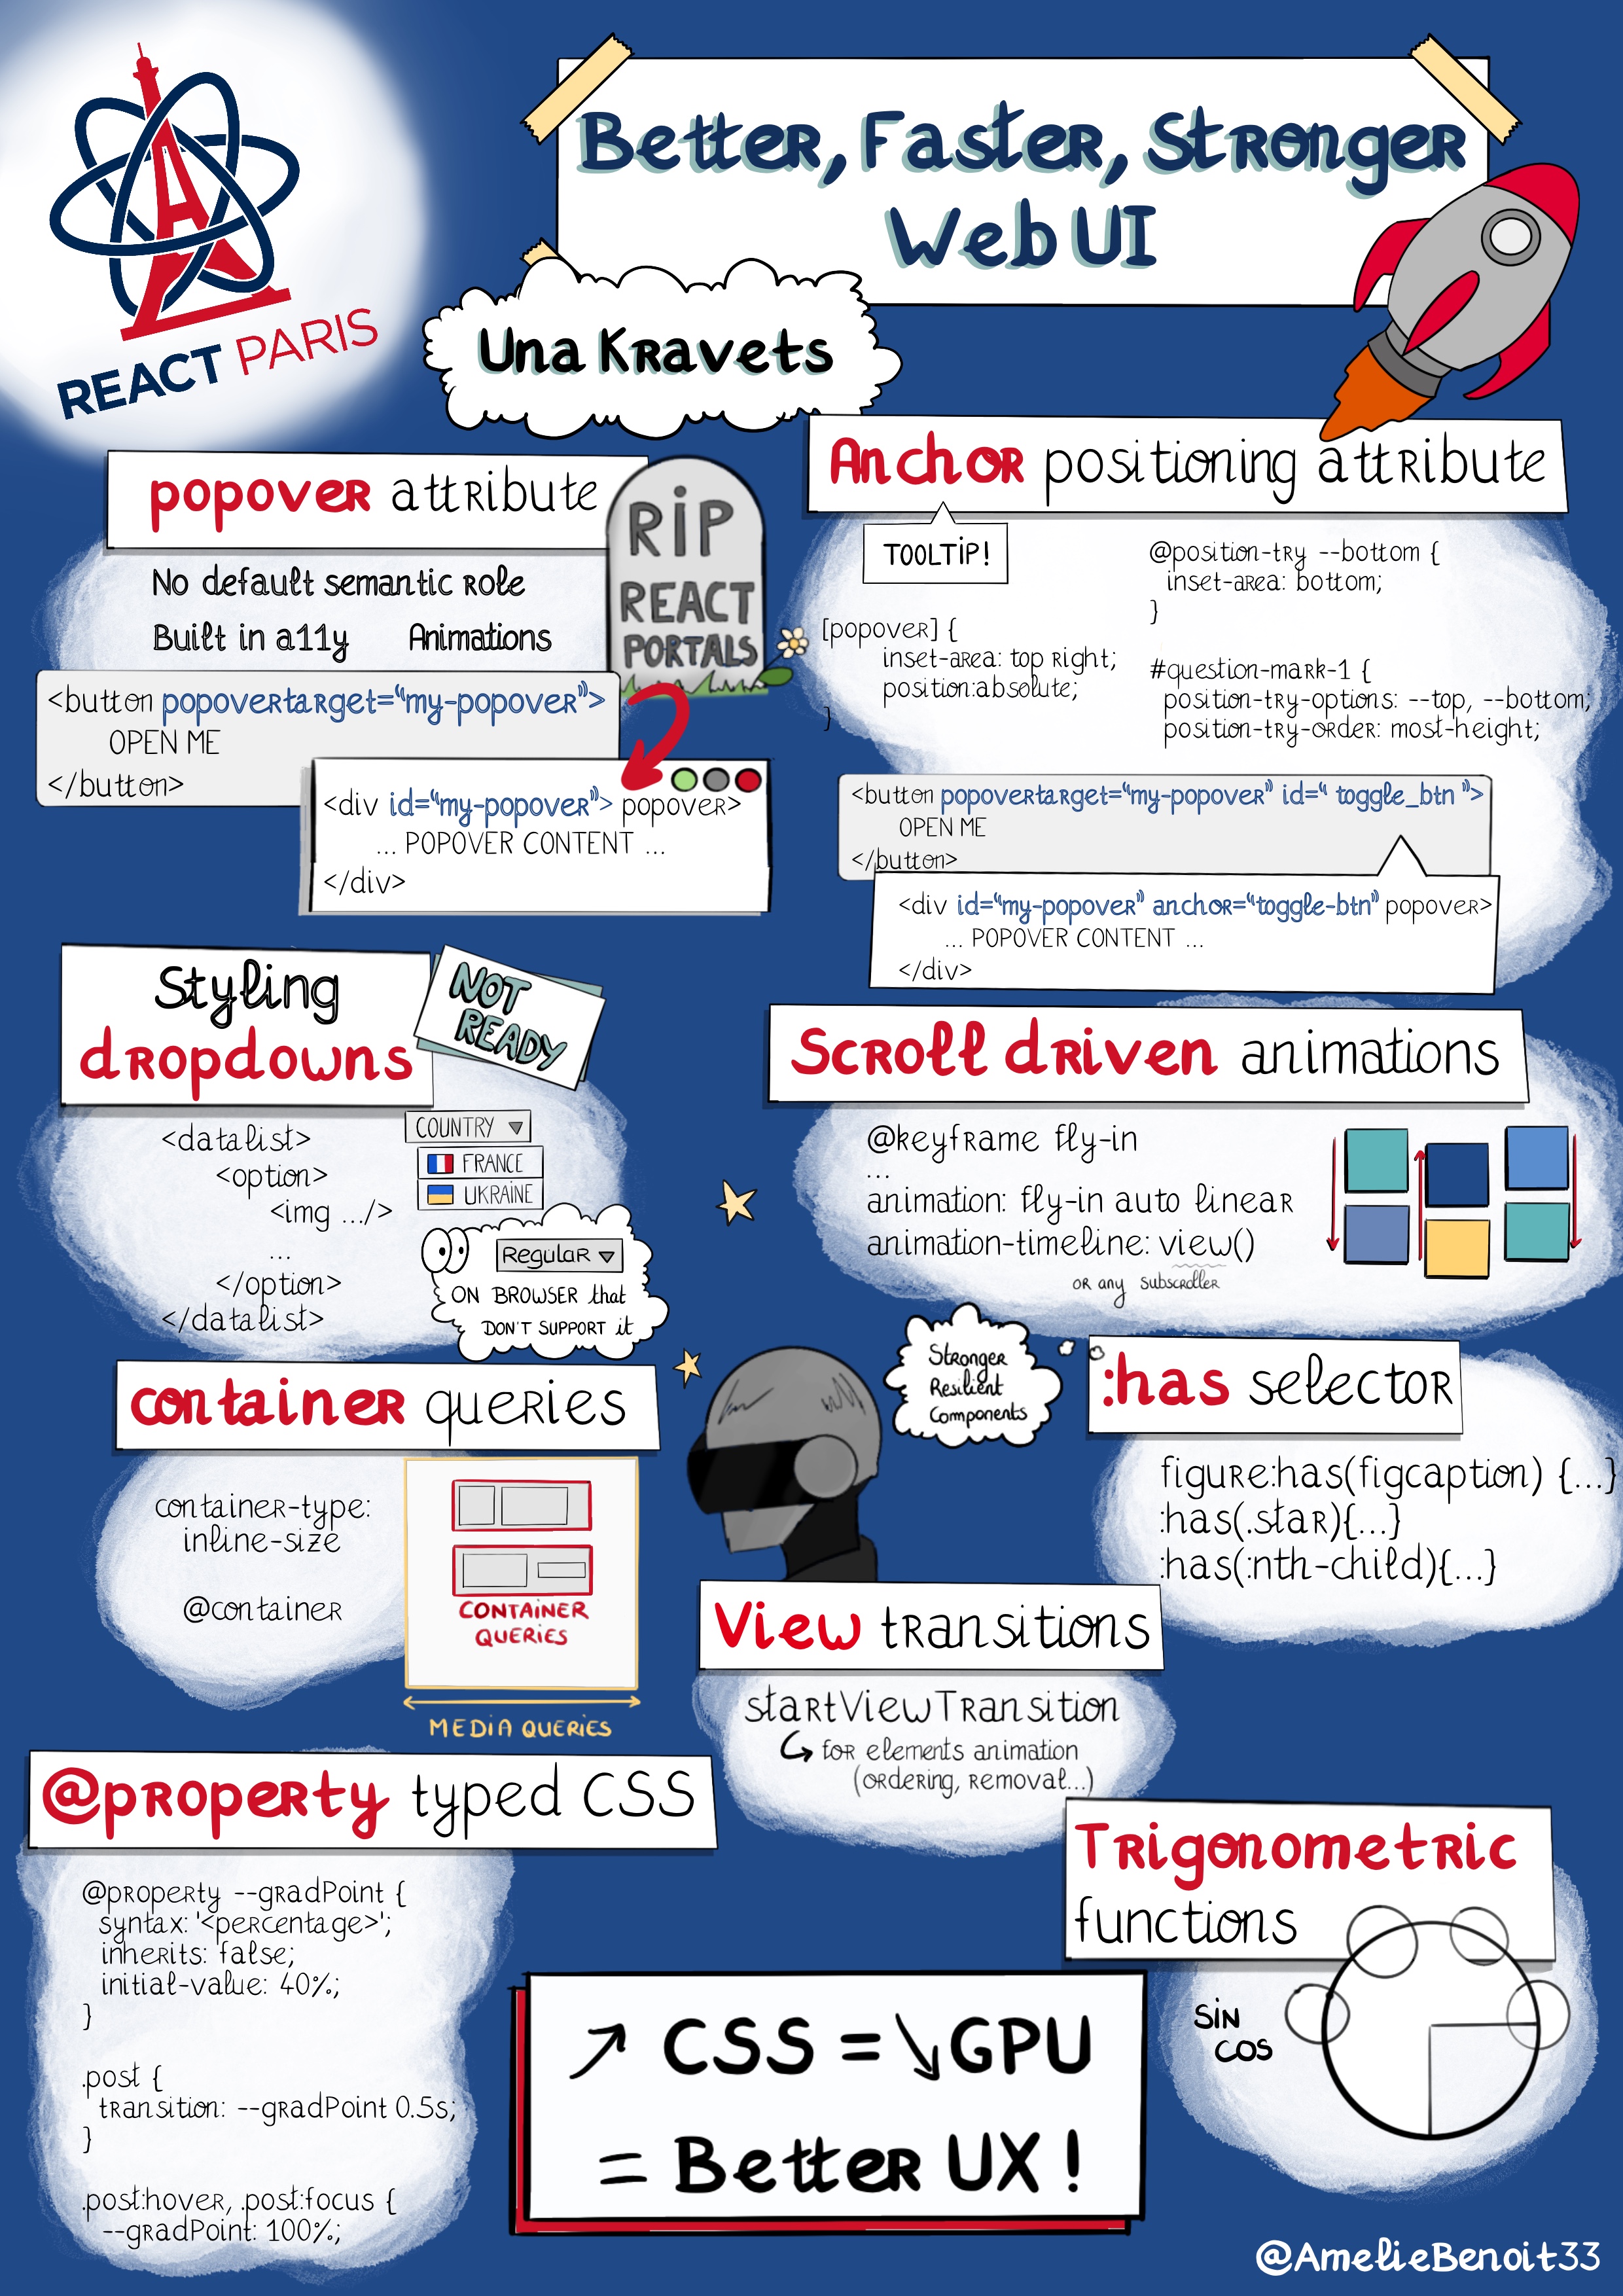 REACT PARIS
Better, Faster, Stronger
Web UI
Una Kravets
popover attribute
No default semantic role
Built in a11y Animations
RIP
REACT
PORTALS
<button popovertarget="my-popover">
OPEN ME
</button>
<div id="my-popover"> popover>
... POPOVER CONTENT ...
</div>
Anchor positioning attribute
TOOLTIP!
[popover] {
inset-area: top right;
position:absolute;
}
@position-try --bottom {
inset-area: bottom;
}
#question-mark-1 {
position-try-options: --top, --bottom;
position-try-order: most-height;
<button popovertarget="my-popover" id=" toggle_btn ">
OPEN ME
</button>
<div id="my-popover" anchor="toggle-btn" popover>
... POPOVER CONTENT ...
</div>
Styling
dropdowns
NOT
READY
<datalist>
<option>
<img .../>
...
</option>
</datalist>
COUNTRY
FRANCE
UKRAINE
Regular
ON BROWSER that
DON'T SUPPORT it
Scroll driven animations
@keyframe fly-in
...
animation: fly-in auto linear
animation-timeline: view()
or any subscroller
container queries
container-type:
inline-size
@container
CONTAINER
QUERIES
MEDIA QUERIES
Stronger
Resilient
Components
:has selector
figure:has(figcaption) {...}
:has(.star){...}
:has(:nth-child){...}
View transitions
startViewTransition
for elements animation
(ordering, removal...)
@property typed CSS
@property --gradPoint {
syntax: '<percentage>';
inherits: false;
initial-value: 40%;
}
.post {
transition: --gradPoint 0.5s;
}
.post:hover, .post:focus {
--gradPoint: 100%;
Trigonometric
functions
SIN
COS
↗ CSS = ↘ GPU
= Better UX !
@AmelieBenoit33